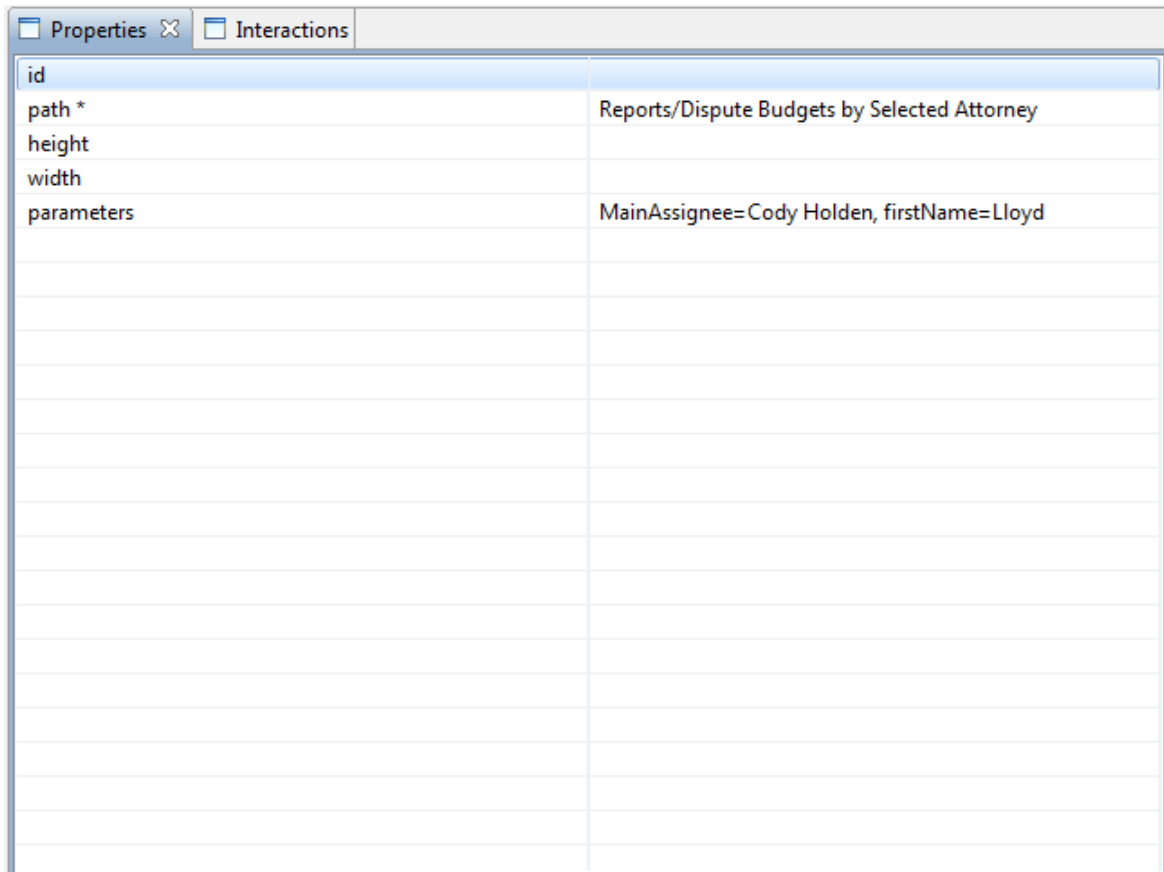 Properties Interactions
id
path * Reports/Dispute Budgets by Selected Attorney
height
width
parameters MainAssignee=Cody Holden, firstName=Lloyd